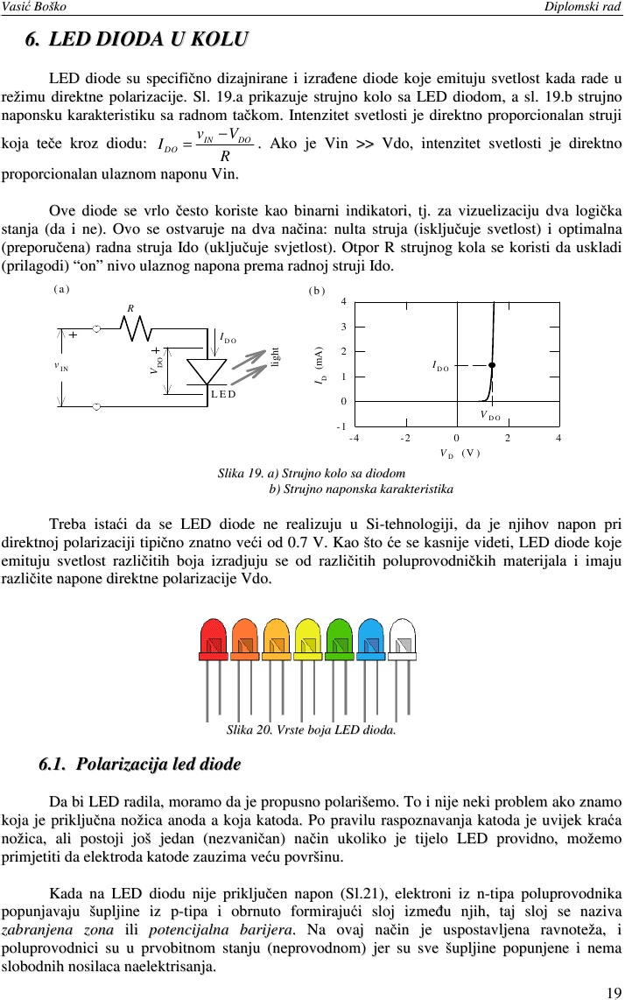 Vasić Boško Diplomski rad
6. LED DIODA U KOLU
LED diode su specifično dizajnirane i izrađene diode koje emituju svetlost kada rade u
režimu direktne polarizacije. Sl. 19.a prikazuje strujno kolo sa LED diodom, a sl. 19.b strujno
naponsku karakteristiku sa radnom tačkom. Intenzitet svetlosti je direktno proporcionalan struji
koja teče kroz diodu: I_DO = (v_IN − V_DO) / R . Ako je Vin >> Vdo, intenzitet svetlosti je direktno
proporcionalan ulaznom naponu Vin.
Ove diode se vrlo često koriste kao binarni indikatori, tj. za vizuelizaciju dva logička
stanja (da i ne). Ovo se ostvaruje na dva načina: nulta struja (isključuje svetlost) i optimalna
(preporučena) radna struja Ido (uključuje svjetlost). Otpor R strujnog kola se koristi da uskladi
(prilagodi) “on” nivo ulaznog napona prema radnoj struji Ido.
(a)
R
+
I DO
v IN
+
V DO
LED
light
(b)
4
3
2
1
0
-1
I D (mA)
I DO
V DO
-4 -2 0 2 4
V D (V)
Slika 19. a) Strujno kolo sa diodom
b) Strujno naponska karakteristika
Treba istaći da se LED diode ne realizuju u Si-tehnologiji, da je njihov napon pri
direktnoj polarizaciji tipično znatno veći od 0.7 V. Kao što će se kasnije videti, LED diode koje
emituju svetlost različitih boja izradjuju se od različitih poluprovodničkih materijala i imaju
različite napone direktne polarizacije Vdo.
Slika 20. Vrste boja LED dioda.
6.1. Polarizacija led diode
Da bi LED radila, moramo da je propusno polarišemo. To i nije neki problem ako znamo
koja je priključna nožica anoda a koja katoda. Po pravilu raspoznavanja katoda je uvijek kraća
nožica, ali postoji još jedan (nezvaničan) način ukoliko je tijelo LED providno, možemo
primjetiti da elektroda katode zauzima veću površinu.
Kada na LED diodu nije priključen napon (Sl.21), elektroni iz n-tipa poluprovodnika
popunjavaju šupljine iz p-tipa i obrnuto formirajući sloj između njih, taj sloj se naziva
zabranjena zona ili potencijalna barijera. Na ovaj način je uspostavljena ravnoteža, i
poluprovodnici su u prvobitnom stanju (neprovodnom) jer su sve šupljine popunjene i nema
slobodnih nosilaca naelektrisanja.
19